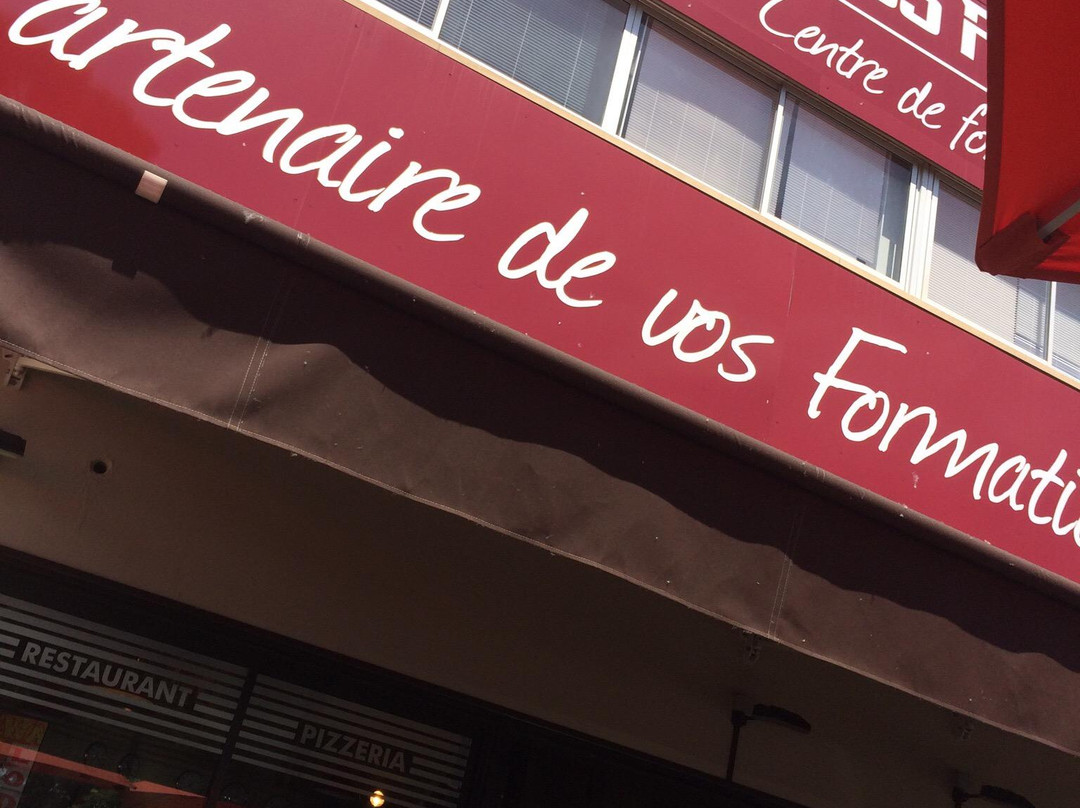 Centre de fo
artenaire de vos Formati
RESTAURANT
PIZZERIA